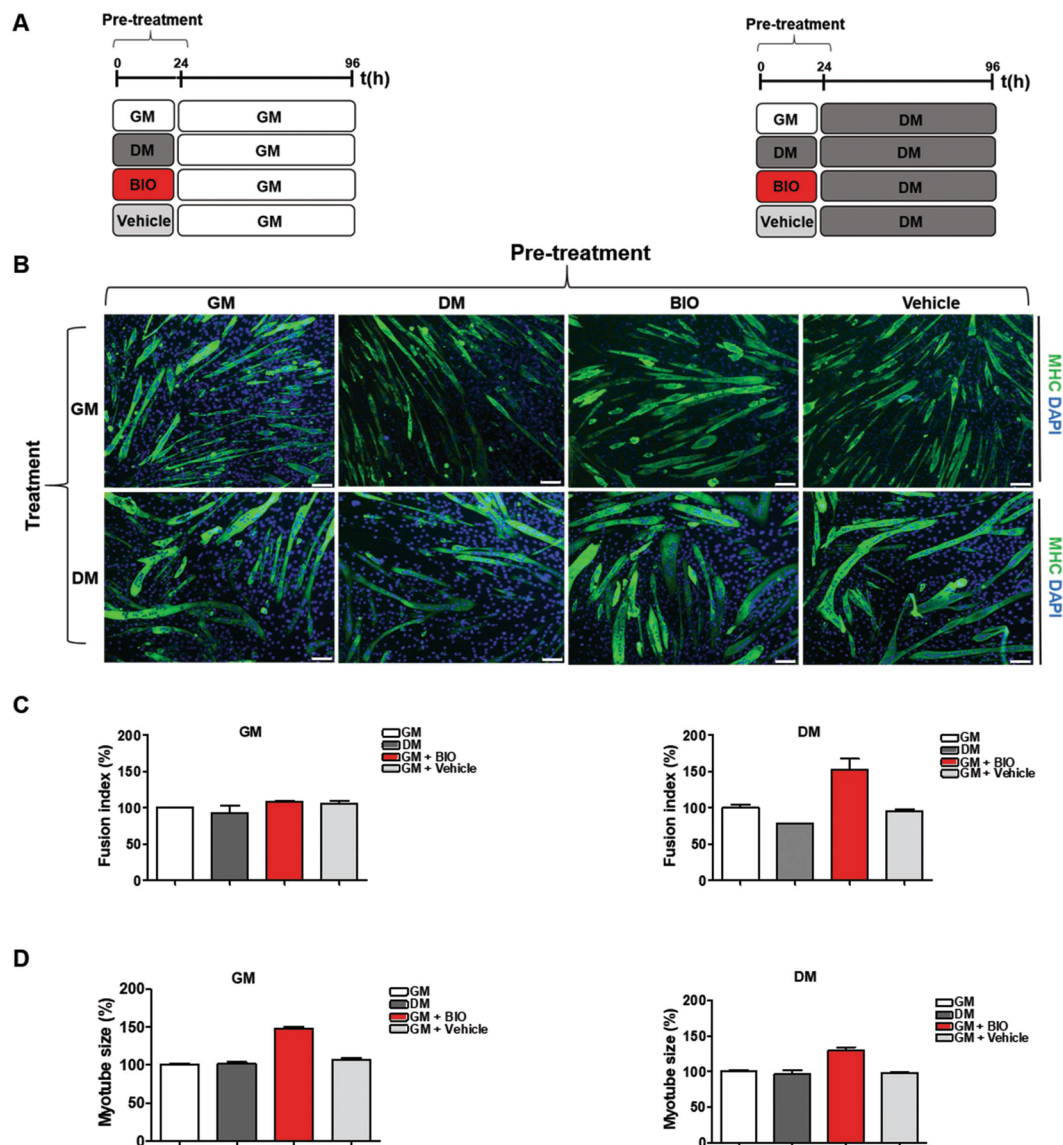 A
Pre-treatment
0 24 96
t(h)
GM GM
DM GM
BIO GM
Vehicle GM
Pre-treatment
0 24 96
t(h)
GM DM
DM DM
BIO DM
Vehicle DM
B
Pre-treatment
GM DM BIO Vehicle
Treatment
GM
MHC DAPI
DM
MHC DAPI
C
GM
Fusion index (%)
200
150
100
50
0
GM
DM
GM + BIO
GM + Vehicle
DM
Fusion index (%)
200
150
100
50
0
GM
DM
GM + BIO
GM + Vehicle
D
GM
Myotube size (%)
200
150
100
50
0
GM
DM
GM + BIO
GM + Vehicle
DM
Myotube size (%)
200
150
100
50
0
GM
DM
GM + BIO
GM + Vehicle